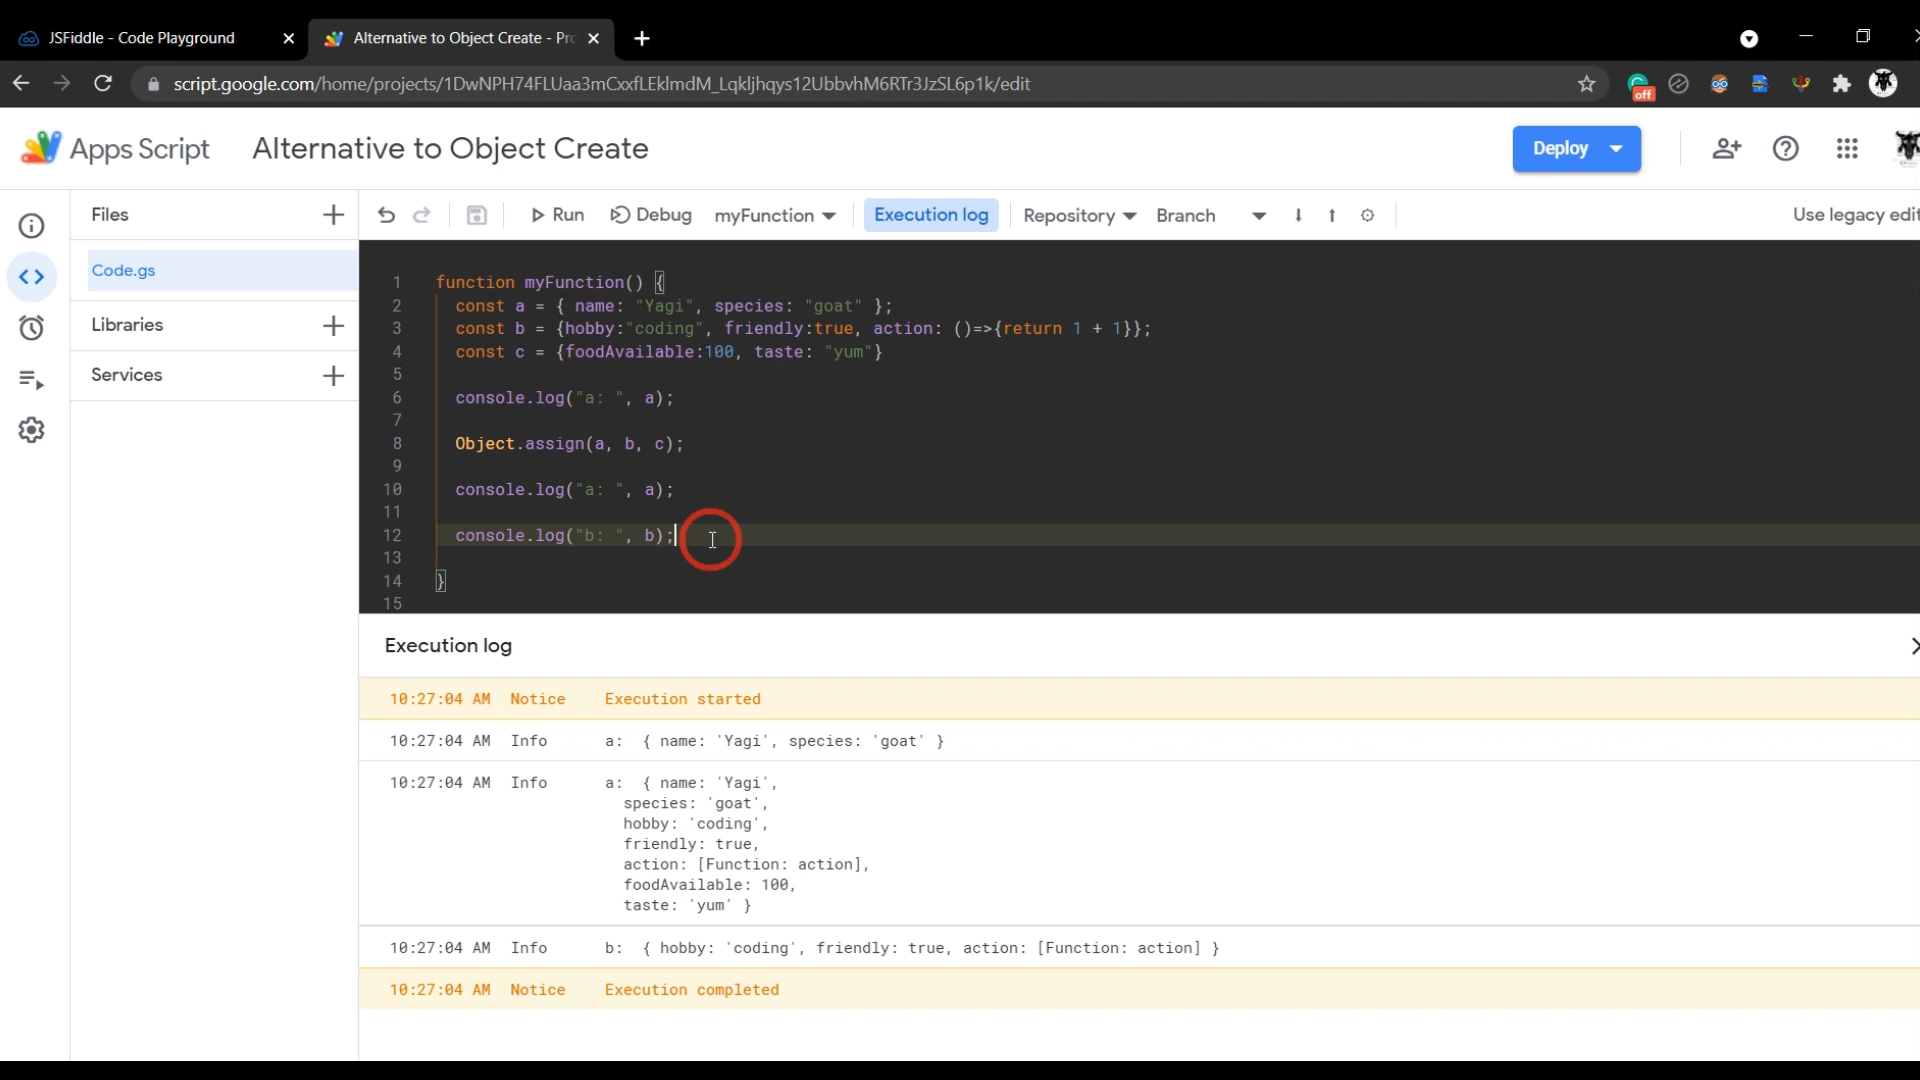 JSFiddle - Code Playground
Alternative to Object Create - Pro
script.google.com/home/projects/1DwNPH74FLUaa3mCxxfLEklmdM_Lqkljhqys12UbbvhM6RTr3JzSL6p1k/edit
off
Apps Script
Alternative to Object Create
Deploy
Files
Run
Debug
myFunction
Execution log
Repository
Branch
Use legacy edit
Code.gs
Libraries
Services
1 function myFunction() {
2 const a = { name: "Yagi", species: "goat" };
3 const b = {hobby:"coding", friendly:true, action: ()=>{return 1 + 1}};
4 const c = {foodAvailable:100, taste: "yum"}
5
6 console.log("a: ", a);
7
8 Object.assign(a, b, c);
9
10 console.log("a: ", a);
11
12 console.log("b: ", b);
13
14 }
15
Execution log
10:27:04 AM Notice Execution started
10:27:04 AM Info a: { name: 'Yagi', species: 'goat' }
10:27:04 AM Info a: { name: 'Yagi',
species: 'goat',
hobby: 'coding',
friendly: true,
action: [Function: action],
foodAvailable: 100,
taste: 'yum' }
10:27:04 AM Info b: { hobby: 'coding', friendly: true, action: [Function: action] }
10:27:04 AM Notice Execution completed